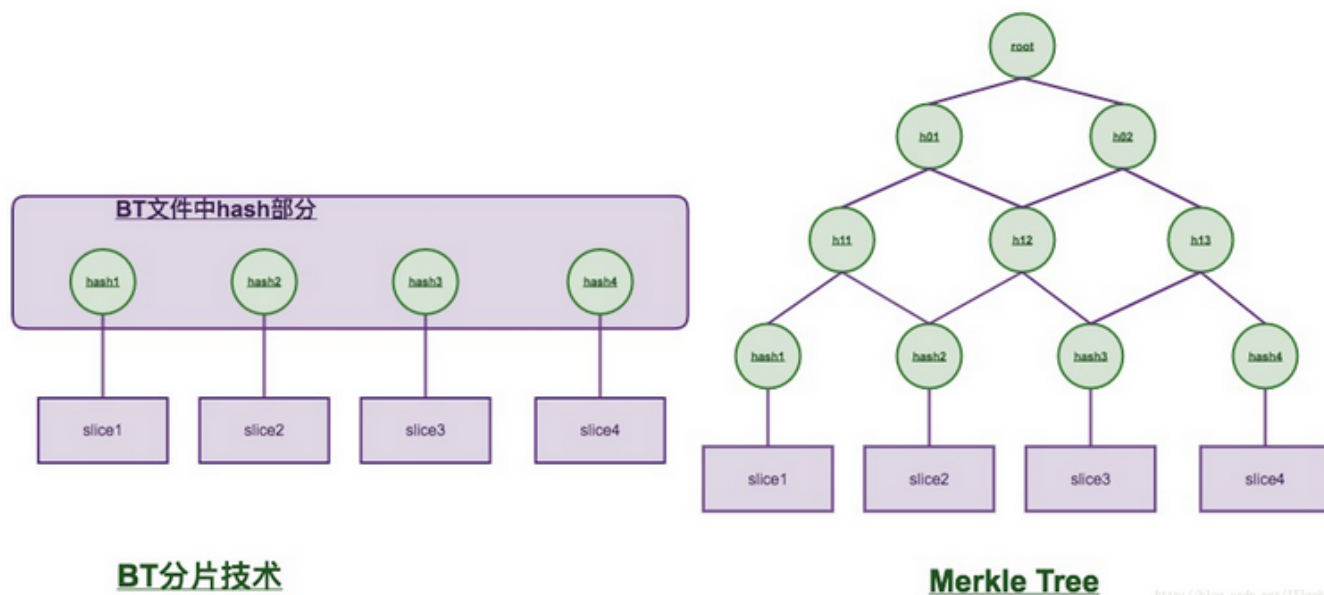 BT文件中hash部分
hash1 hash2 hash3 hash4
slice1 slice2 slice3 slice4
BT分片技术
root
h01 h02
h11 h12 h13
hash1 hash2 hash3 hash4
slice1 slice2 slice3 slice4
Merkle Tree